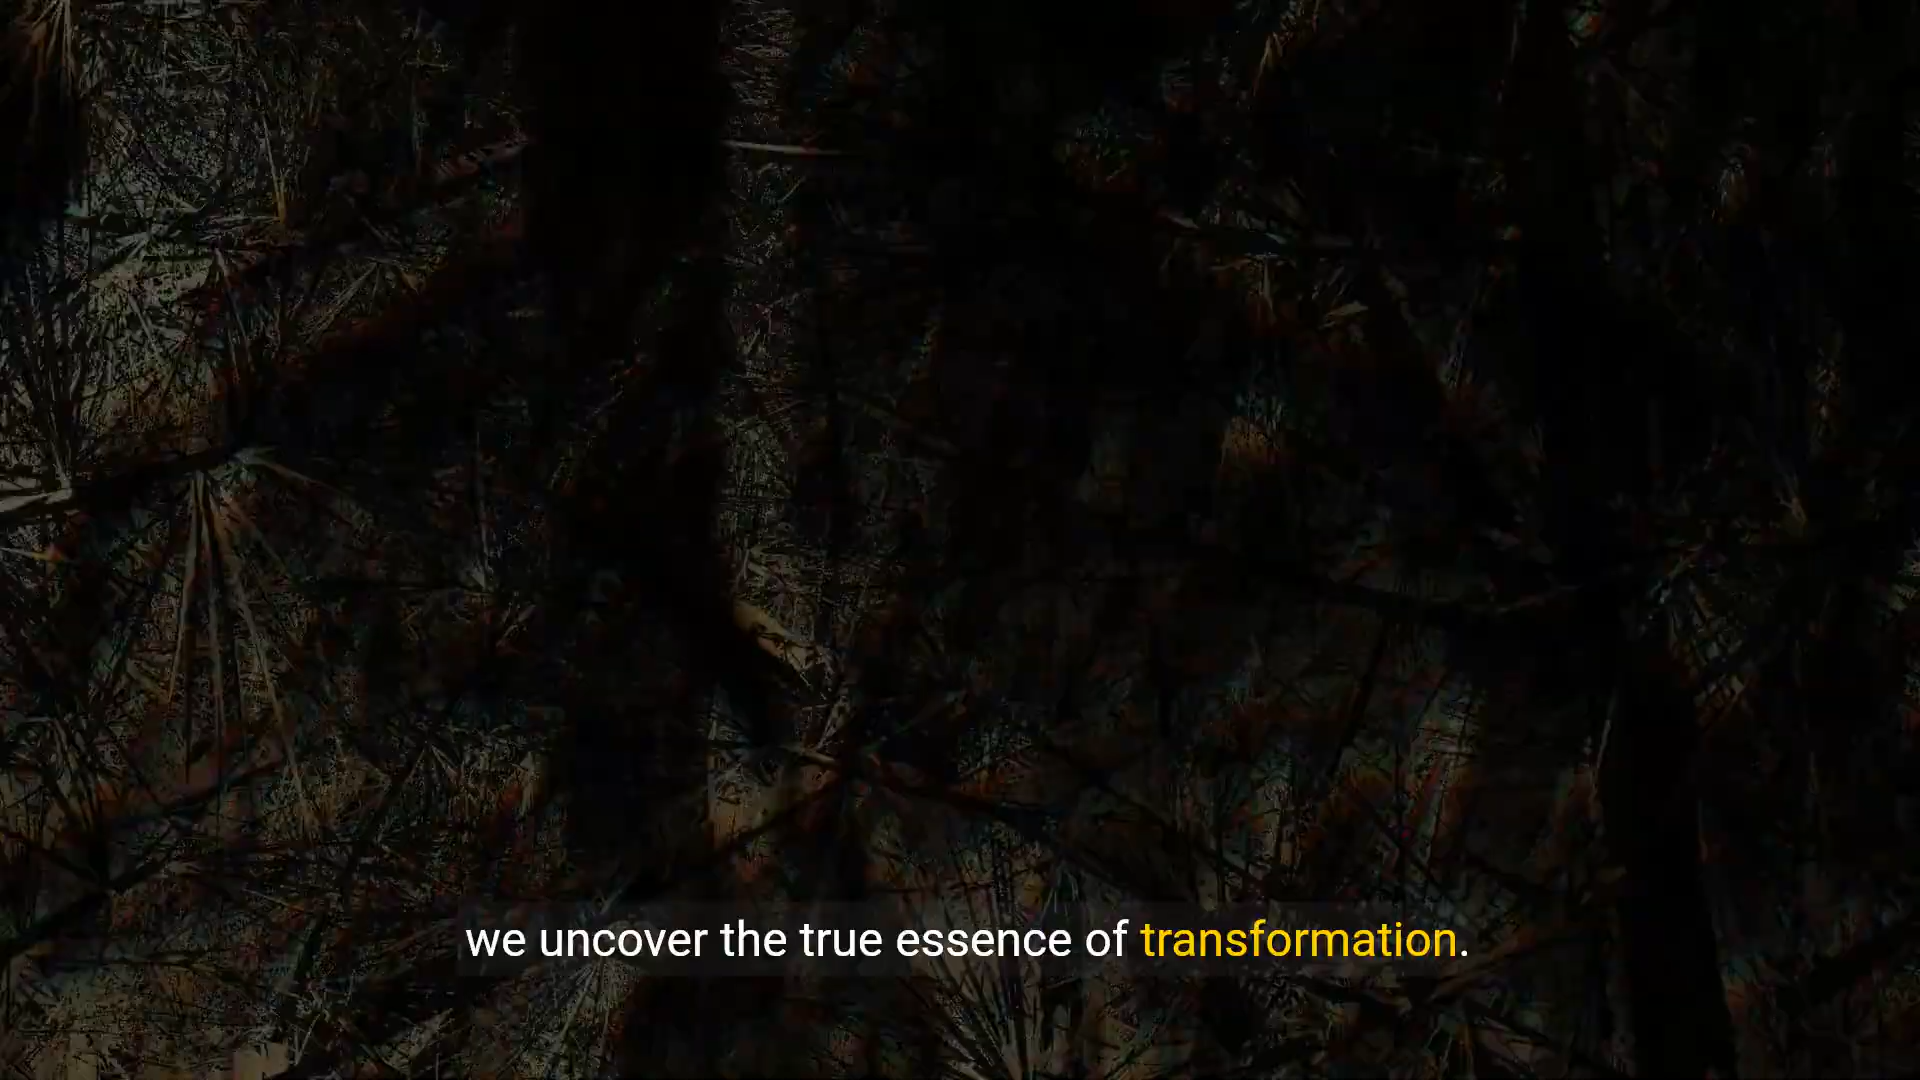 we uncover the true essence of transformation.